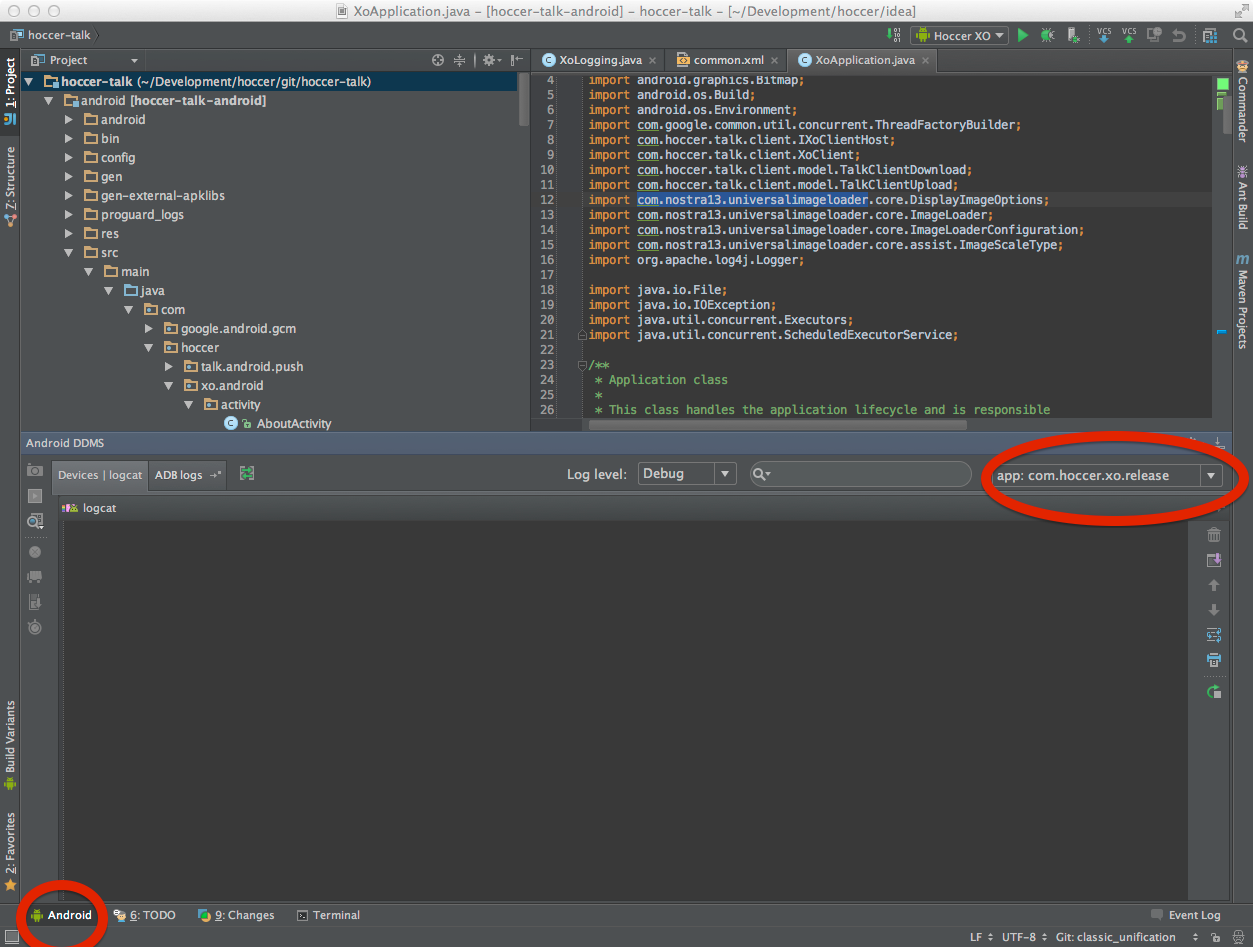 XoApplication.java – [hoccer-talk-android] – hoccer-talk – [~/Development/hoccer/idea]
hoccer-talk
Hoccer XO
VCS
VCS
1: Project
Z: Structure
Build Variants
2: Favorites
Project
hoccer-talk (~/Development/hoccer/git/hoccer-talk)
android [hoccer-talk-android]
android
bin
config
gen
gen-external-apklibs
proguard_logs
res
src
main
java
com
google.android.gcm
hoccer
talk.android.push
xo.android
activity
AboutActivity
XoLogging.java
common.xml
XoApplication.java
4 import android.graphics.Bitmap;
5 import android.os.Build;
6 import android.os.Environment;
7 import com.google.common.util.concurrent.ThreadFactoryBuilder;
8 import com.hoccer.talk.client.IXoClientHost;
9 import com.hoccer.talk.client.XoClient;
10 import com.hoccer.talk.client.model.TalkClientDownload;
11 import com.hoccer.talk.client.model.TalkClientUpload;
12 import com.nostra13.universalimageloader.core.DisplayImageOptions;
13 import com.nostra13.universalimageloader.core.ImageLoader;
14 import com.nostra13.universalimageloader.core.ImageLoaderConfiguration;
15 import com.nostra13.universalimageloader.core.assist.ImageScaleType;
16 import org.apache.log4j.Logger;
17
18 import java.io.File;
19 import java.io.IOException;
20 import java.util.concurrent.Executors;
21 import java.util.concurrent.ScheduledExecutorService;
22
23 /**
24 * Application class
25 *
26 * This class handles the application lifecycle and is responsible
Commander
Ant Build
Maven Projects
Android DDMS
Devices | logcat
ADB logs
Log level:
Debug
app: com.hoccer.xo.release
logcat
Android
6: TODO
9: Changes
Terminal
Event Log
LF
UTF-8
Git: classic_unification